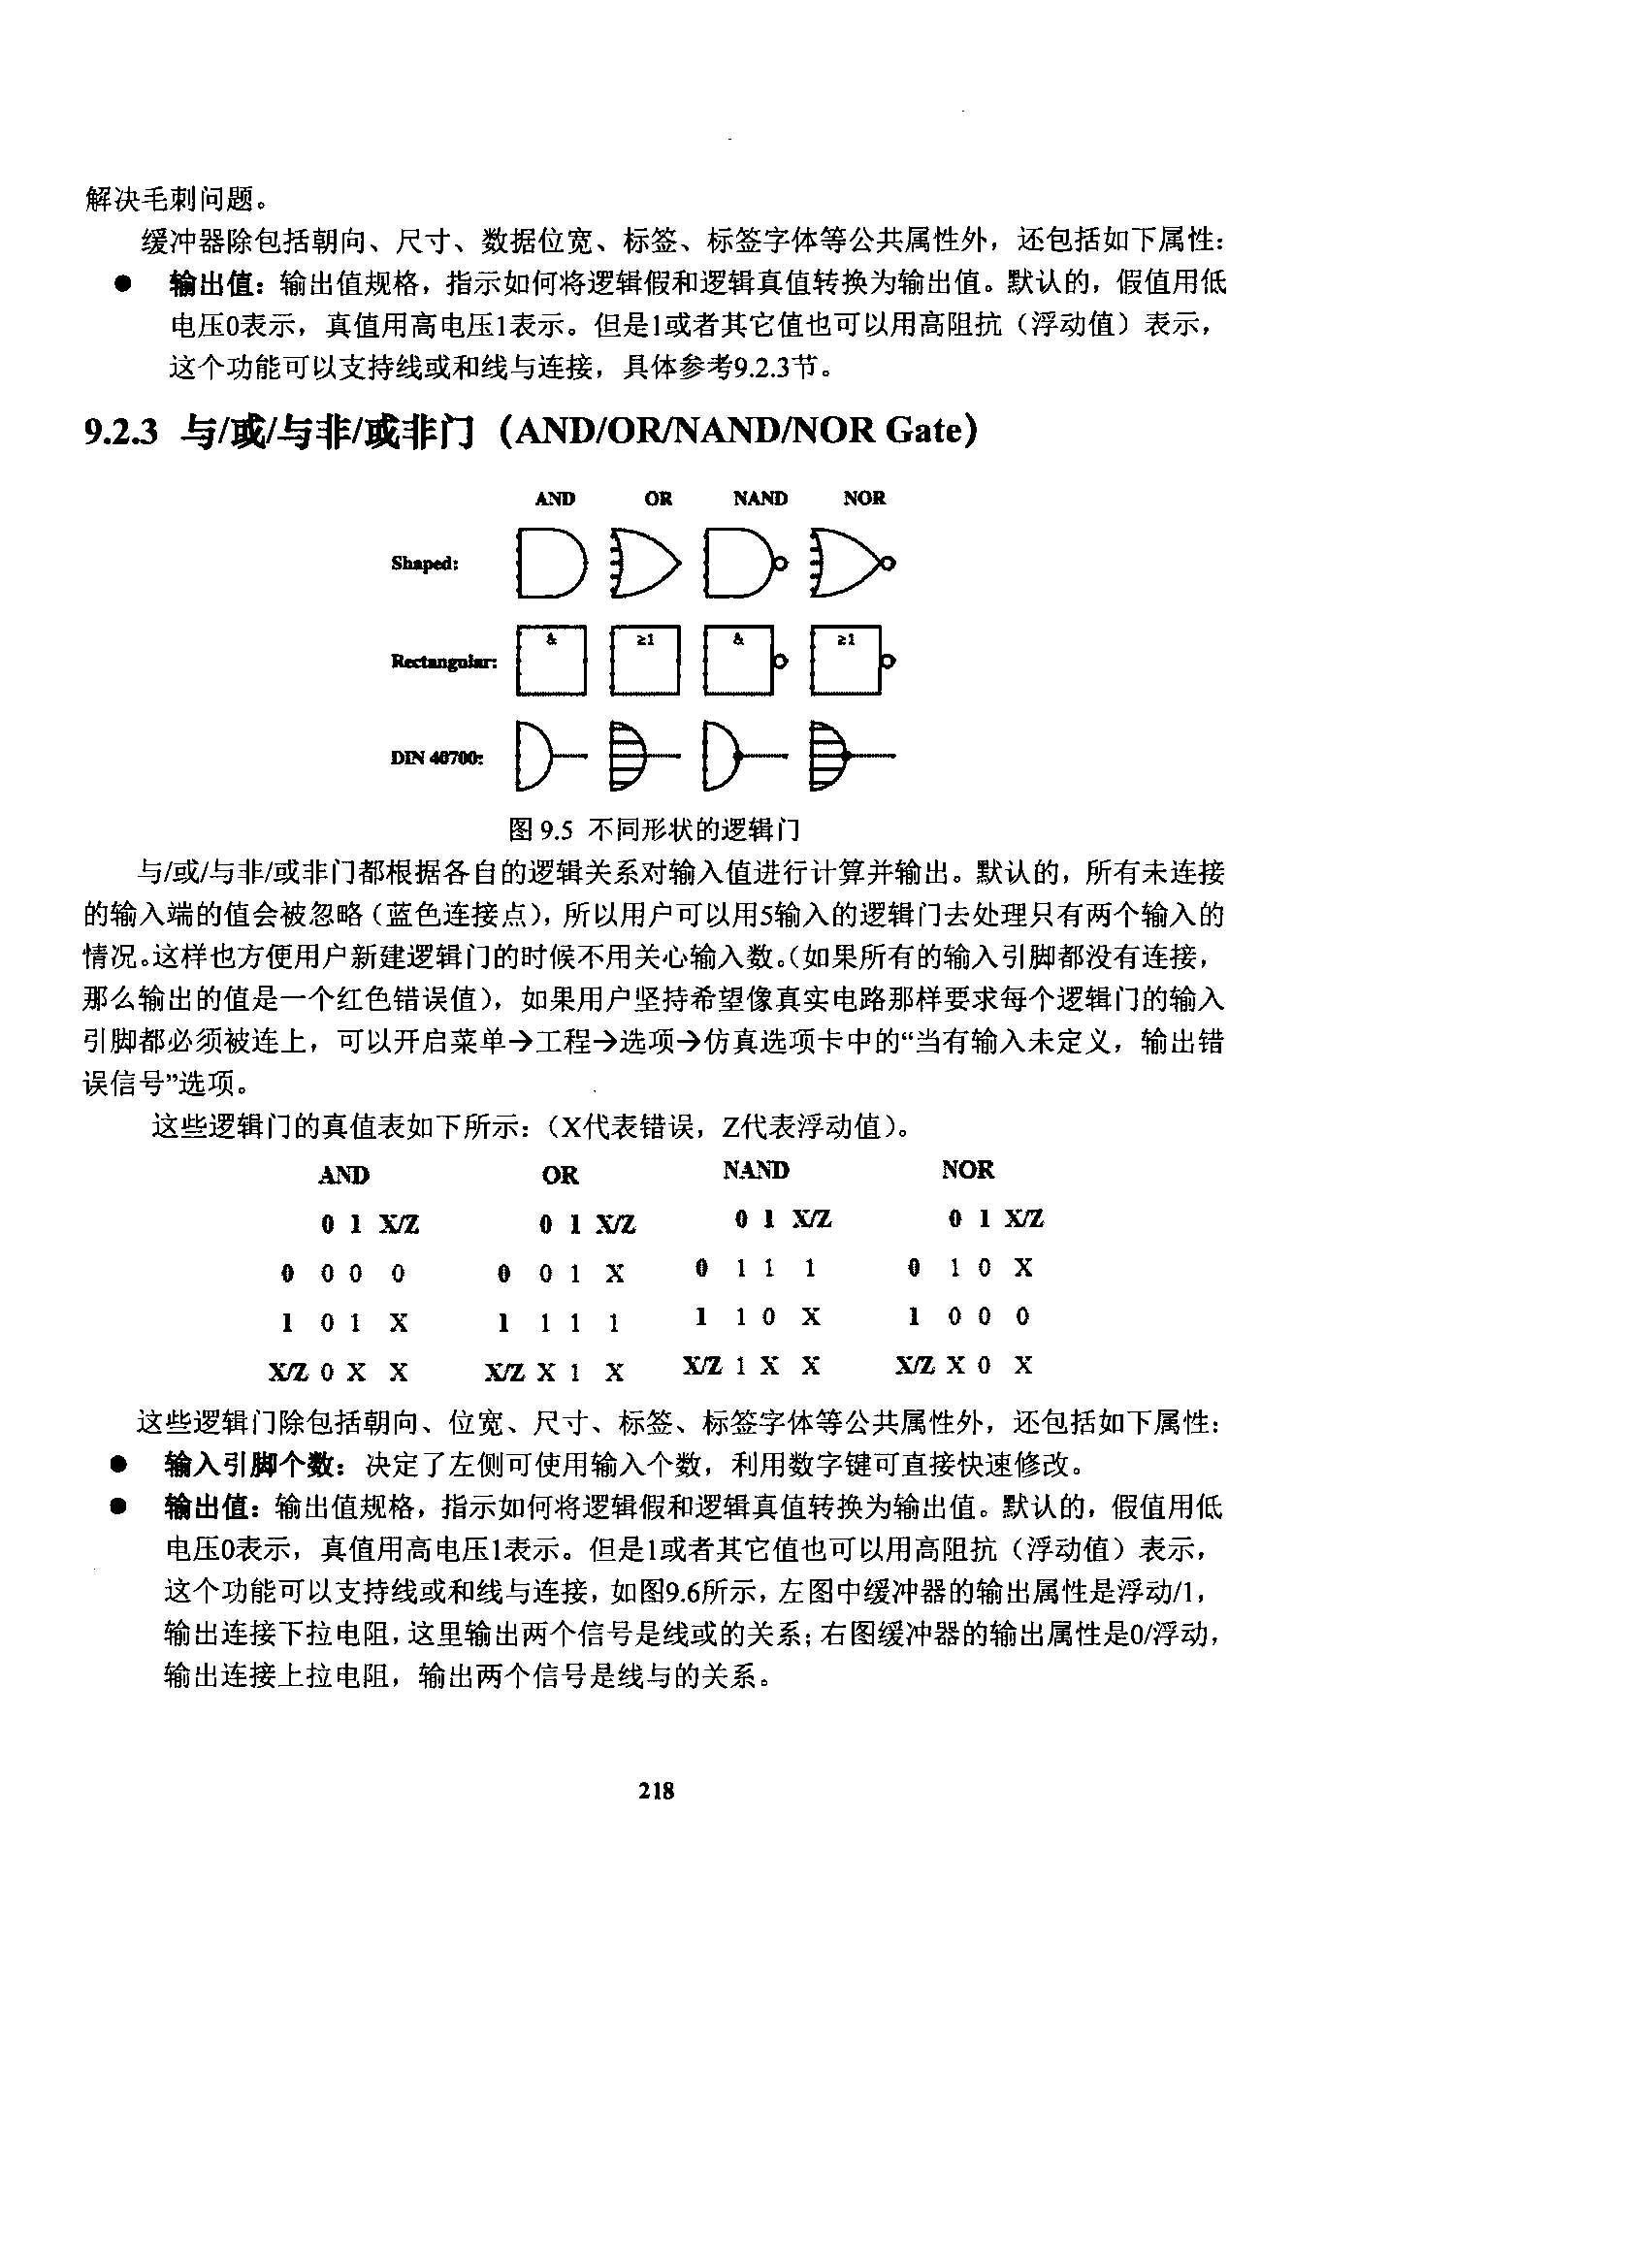 解决毛刺问题。
缓冲器除包括朝向、尺寸、数据位宽、标签、标签字体等公共属性外，还包括如下属性：
● 输出值：输出值规格，指示如何将逻辑假和逻辑真值转换为输出值。默认的，假值用低
电压0表示，真值用高电压1表示。但是1或者其它值也可以用高阻抗（浮动值）表示，
这个功能可以支持线或和线与连接，具体参考9.2.3节。
9.2.3 与/或/与非/或非门（AND/OR/NAND/NOR Gate）
AND OR NAND NOR
Shaped:
Rectangular: & ≥1 & ≥1
DIN 40700:
图 9.5 不同形状的逻辑门
与/或/与非/或非门都根据各自的逻辑关系对输入值进行计算并输出。默认的，所有未连接
的输入端的值会被忽略（蓝色连接点），所以用户可以用5输入的逻辑门去处理只有两个输入的
情况。这样也方便用户新建逻辑门的时候不用关心输入数。（如果所有的输入引脚都没有连接，
那么输出的值是一个红色错误值），如果用户坚持希望像真实电路那样要求每个逻辑门的输入
引脚都必须被连上，可以开启菜单→工程→选项→仿真选项卡中的“当有输入未定义，输出错
误信号”选项。
这些逻辑门的真值表如下所示：（X代表错误，Z代表浮动值）。
AND OR NAND NOR
0 1 X/Z 0 1 X/Z 0 1 X/Z 0 1 X/Z
0 0 0 0 0 0 1 X 0 1 1 1 0 1 0 X
1 0 1 X 1 1 1 1 1 1 0 X 1 0 0 0
X/Z 0 X X X/Z X 1 X X/Z 1 X X X/Z X 0 X
这些逻辑门除包括朝向、位宽、尺寸、标签、标签字体等公共属性外，还包括如下属性：
● 输入引脚个数：决定了左侧可使用输入个数，利用数字键可直接快速修改。
● 输出值：输出值规格，指示如何将逻辑假和逻辑真值转换为输出值。默认的，假值用低
电压0表示，真值用高电压1表示。但是1或者其它值也可以用高阻抗（浮动值）表示，
这个功能可以支持线或和线与连接，如图9.6所示，左图中缓冲器的输出属性是浮动/1，
输出连接下拉电阻，这里输出两个信号是线或的关系；右图缓冲器的输出属性是0/浮动，
输出连接上拉电阻，输出两个信号是线与的关系。
218